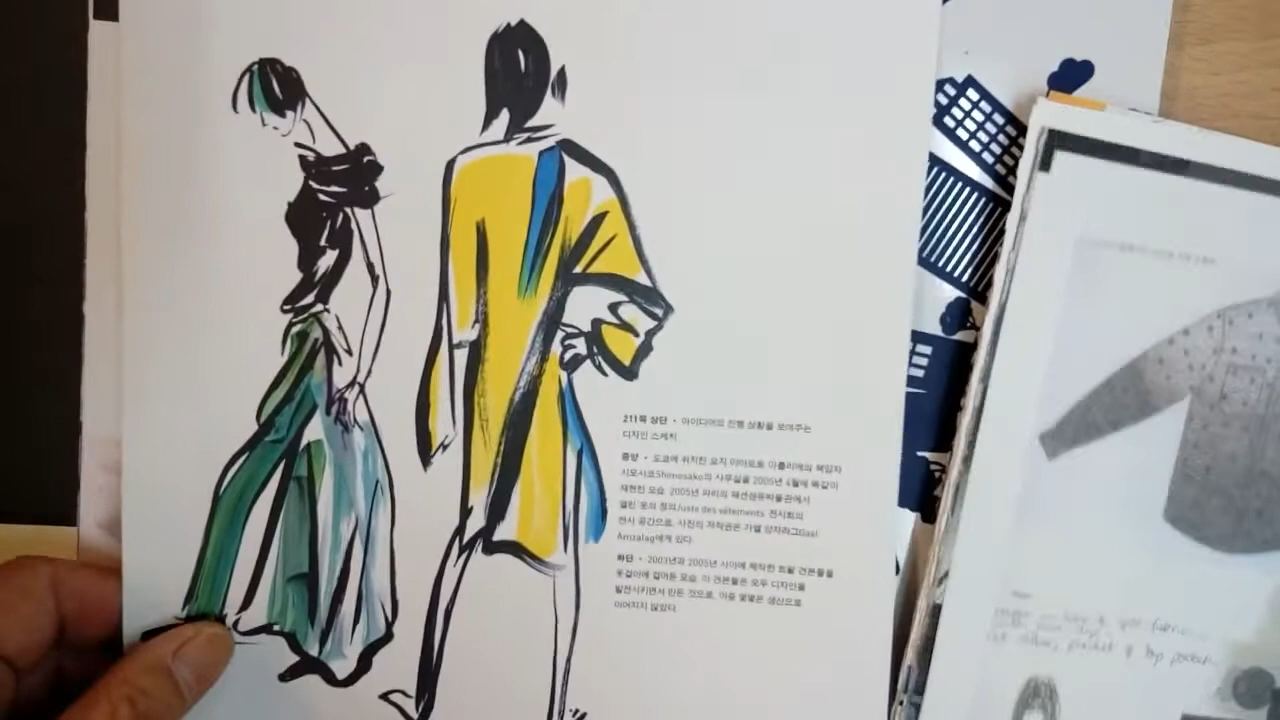 211쪽 상단 • 아이디어의 진행 상황을 보여주는
디자인 스케치
중앙 • 도쿄에 위치한 요지 야마모토 아틀리에의 책임자
시모사코Shimosako의 사무실을 2005년 4월에 똑같이
재현한 모습. 2005년 파리의 패션섬유박물관에서
열린 '옷의 정의Juste des vêtements' 전시회의
전시 공간으로, 사진의 저작권은 가엘 암자라그Gael
Amzalag에게 있다.
하단 • 2003년과 2005년 사이에 제작한 트왈 견본들을
옷걸이에 걸어둔 모습. 이 견본들은 모두 디자인을
발전시키면서 만든 것으로, 이중 몇몇은 생산으로
이어지지 않았다.